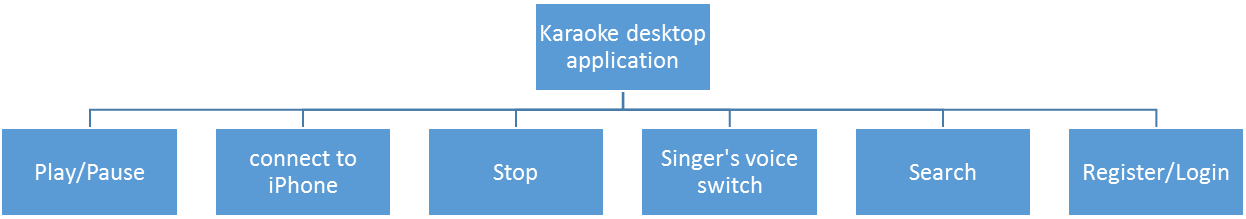 Karaoke desktop
application
Play/Pause
connect to
iPhone
Stop
Singer's voice
switch
Search
Register/Login